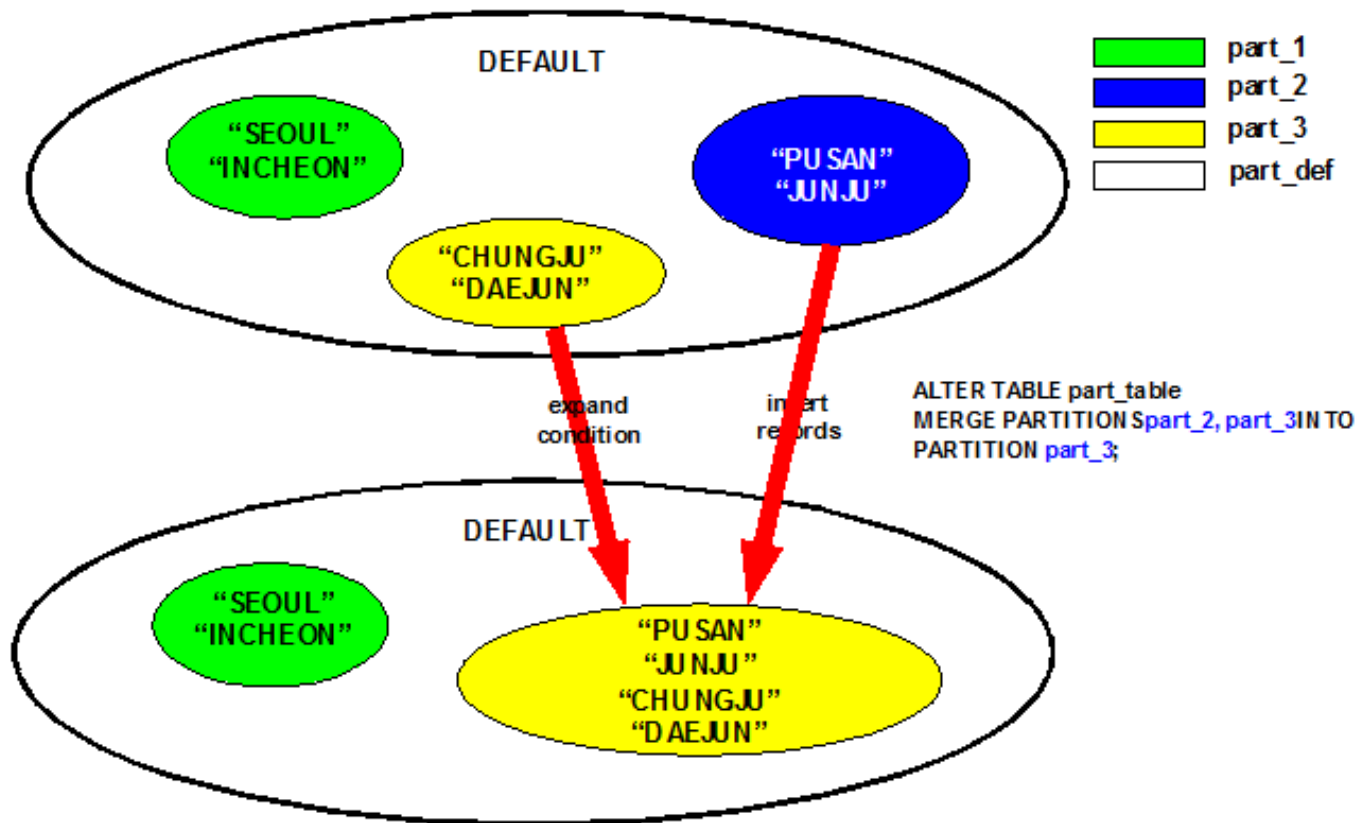 DEFAULT
“SEOUL”
“INCHEON”
“PUSAN”
“JUNJU”
“CHUNGJU”
“DAEJUN”
part_1
part_2
part_3
part_def
expand
condition
insert
records
ALTER TABLE part_table
MERGE PARTITIONS part_2, part_3 INTO
PARTITION part_3;
DEFAULT
“SEOUL”
“INCHEON”
“PUSAN”
“JUNJU”
“CHUNGJU”
“DAEJUN”